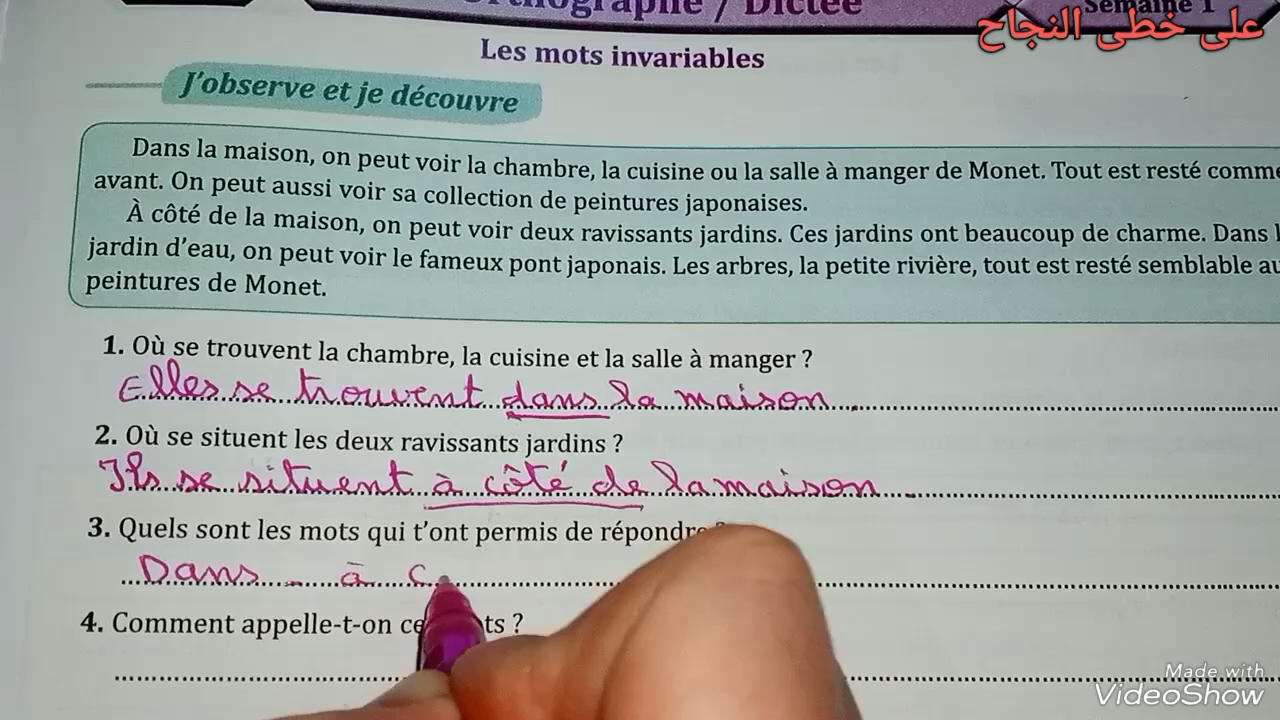 Orthographe / Dictée
Semaine 1
على خطى النجاح
Les mots invariables
J'observe et je découvre
Dans la maison, on peut voir la chambre, la cuisine ou la salle à manger de Monet. Tout est resté comme
avant. On peut aussi voir sa collection de peintures japonaises.
À côté de la maison, on peut voir deux ravissants jardins. Ces jardins ont beaucoup de charme. Dans l
jardin d'eau, on peut voir le fameux pont japonais. Les arbres, la petite rivière, tout est resté semblable au
peintures de Monet.
1. Où se trouvent la chambre, la cuisine et la salle à manger ?
Elles se trouvent dans la maison.
2. Où se situent les deux ravissants jardins ?
Ils se situent à côté de la maison.
3. Quels sont les mots qui t'ont permis de répondre ?
Dans - à c
4. Comment appelle-t-on ce ts ?
Made with
VideoShow